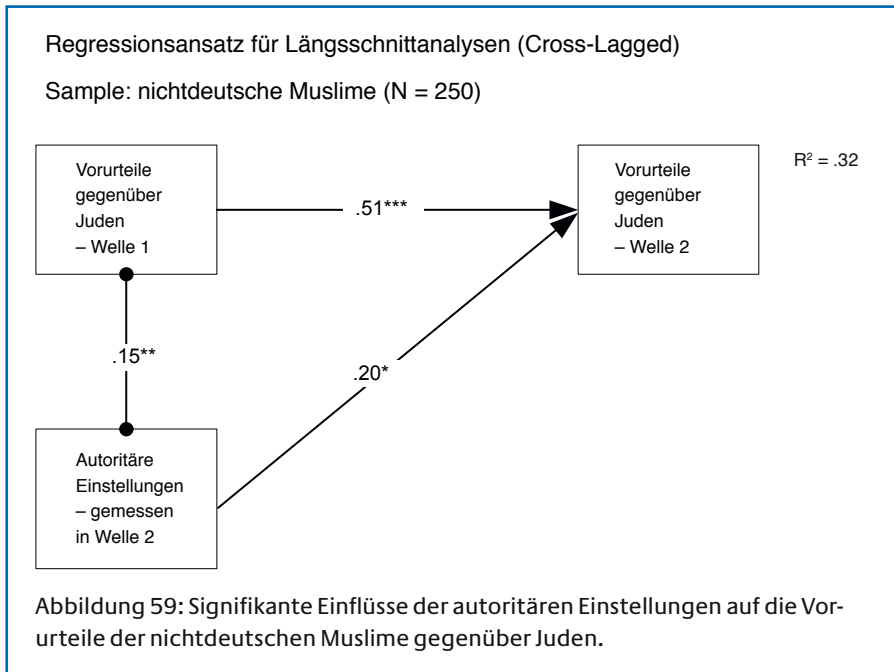 Regressionsansatz für Längsschnittanalysen (Cross-Lagged)
Sample: nichtdeutsche Muslime (N = 250)
Vorurteile
gegenüber
Juden
– Welle 1
.51***
Vorurteile
gegenüber
Juden
– Welle 2
R² = .32
.15**
.20*
Autoritäre
Einstellungen
– gemessen
in Welle 2
Abbildung 59: Signifikante Einflüsse der autoritären Einstellungen auf die Vor-
urteile der nichtdeutschen Muslime gegenüber Juden.